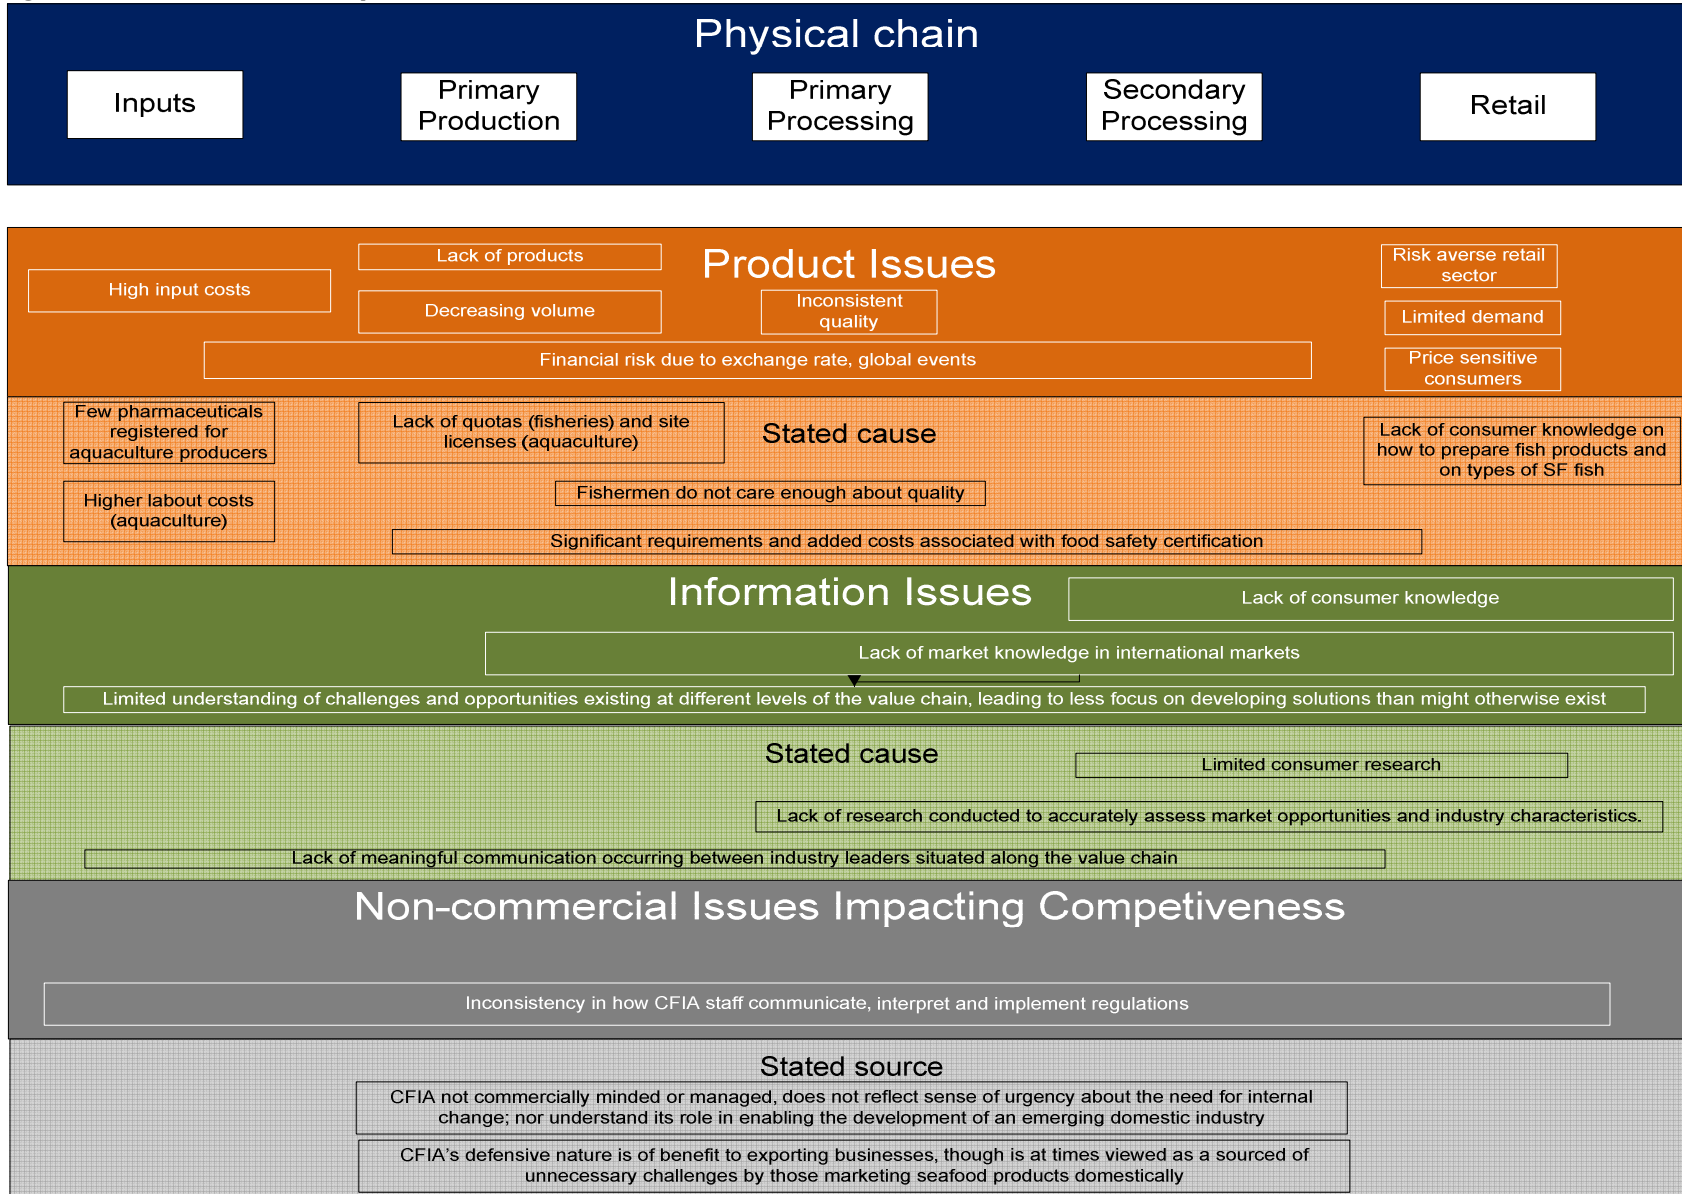 Physical chain
Inputs
Primary
Production
Primary
Processing
Secondary
Processing
Retail
Product Issues
High input costs
Lack of products
Decreasing volume
Inconsistent
quality
Financial risk due to exchange rate, global events
Risk averse retail
sector
Limited demand
Price sensitive
consumers
Stated cause
Few pharmaceuticals
registered for
aquaculture producers
Higher labout costs
(aquaculture)
Lack of quotas (fisheries) and site
licenses (aquaculture)
Fishermen do not care enough about quality
Significant requirements and added costs associated with food safety certification
Lack of consumer knowledge on
how to prepare fish products and
on types of SF fish
Information Issues
Lack of consumer knowledge
Lack of market knowledge in international markets
Limited understanding of challenges and opportunities existing at different levels of the value chain, leading to less focus on developing solutions than might otherwise exist
Stated cause
Limited consumer research
Lack of research conducted to accurately assess market opportunities and industry characteristics.
Lack of meaningful communication occurring between industry leaders situated along the value chain
Non-commercial Issues Impacting Competiveness
Inconsistency in how CFIA staff communicate, interpret and implement regulations
Stated source
CFIA not commercially minded or managed, does not reflect sense of urgency about the need for internal
change; nor understand its role in enabling the development of an emerging domestic industry
CFIA's defensive nature is of benefit to exporting businesses, though is at times viewed as a sourced of
unnecessary challenges by those marketing seafood products domestically